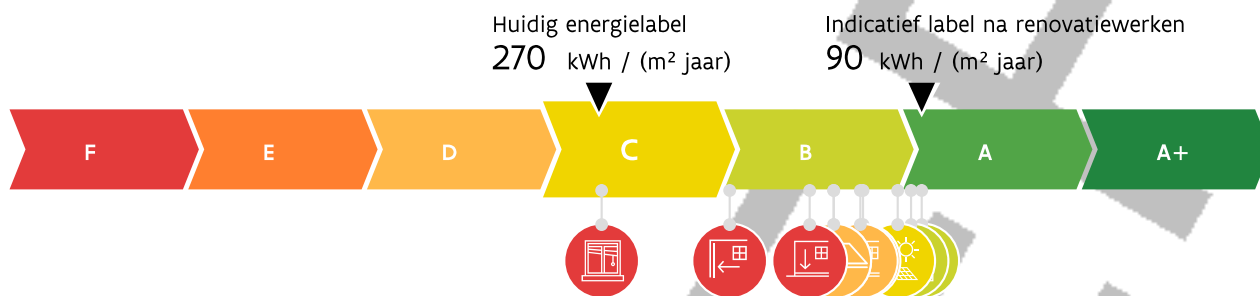 Huidig energielabel
270 kWh / (m² jaar)
Indicatief label na renovatiewerken
90 kWh / (m² jaar)
F E D C B A A+